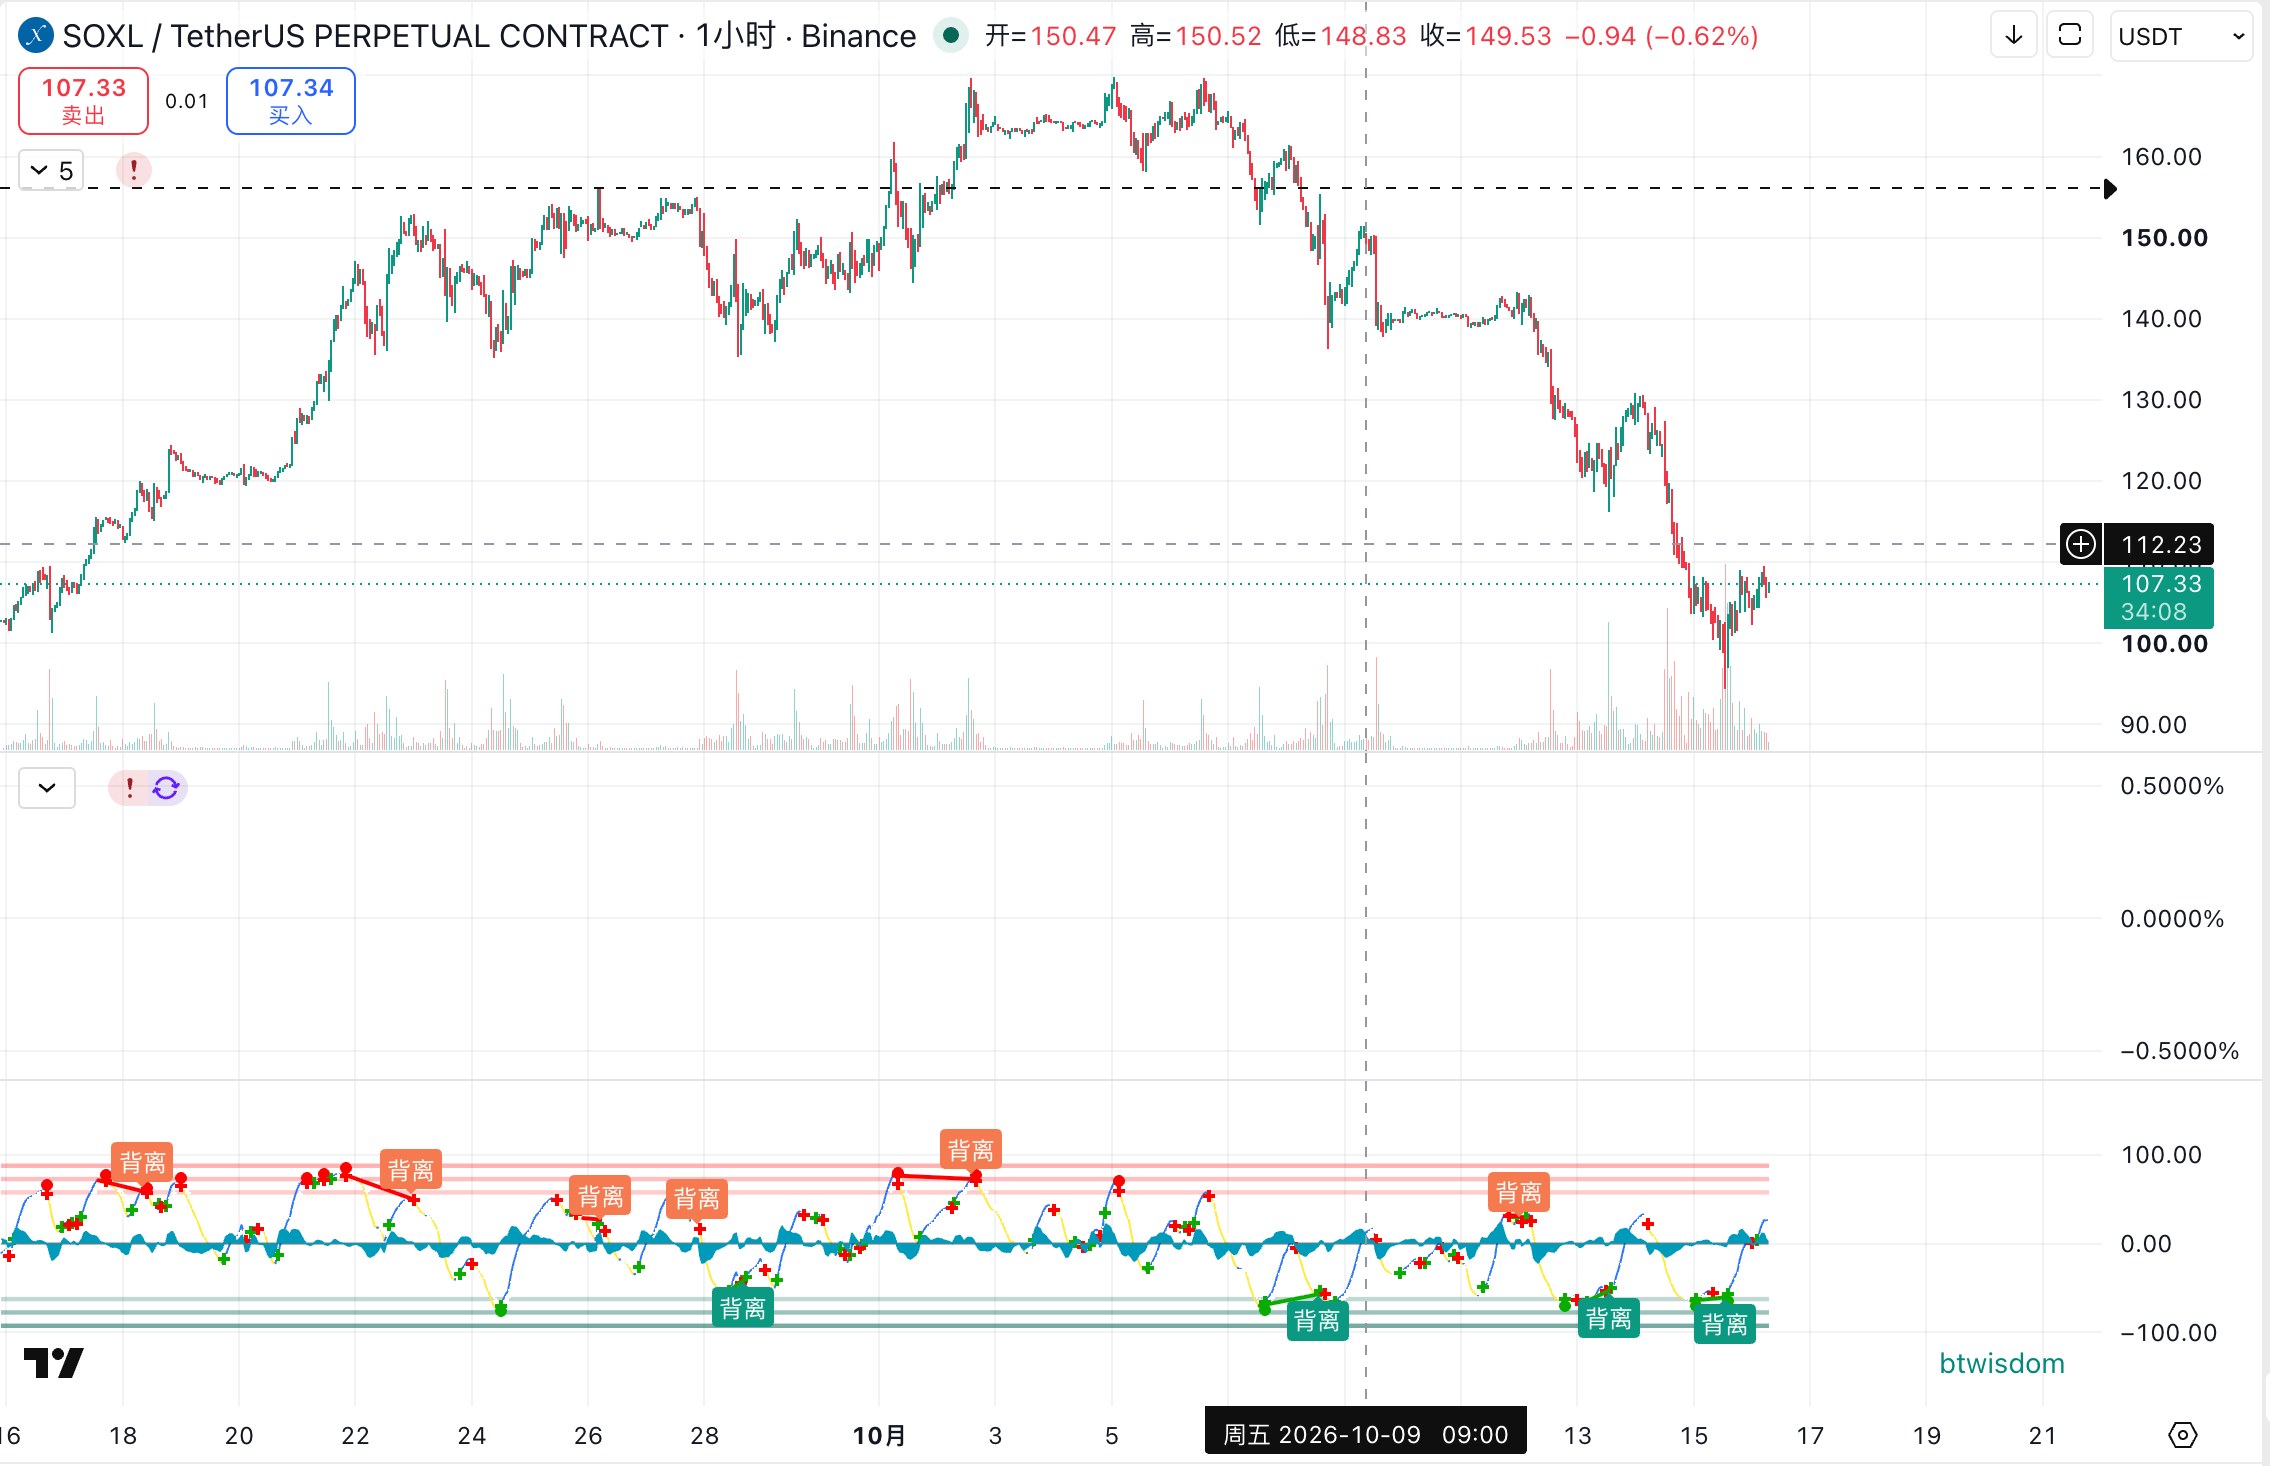 SOXL / TetherUS PERPETUAL CONTRACT · 1小时 · Binance 开=150.47 高=150.52 低=148.83 收=149.53 −0.94 (−0.62%)
USDT
107.33
卖出
0.01
107.34
买入
5
160.00
150.00
140.00
130.00
120.00
112.23
107.33
34:08
100.00
90.00
0.5000%
0.0000%
−0.5000%
背离
背离
背离
背离
背离
背离
背离
背离
背离
背离
100.00
0.00
−100.00
btwisdom
16 18 20 22 24 26 28 10月 3 5 周五 2026-10-09 09:00 13 15 17 19 21